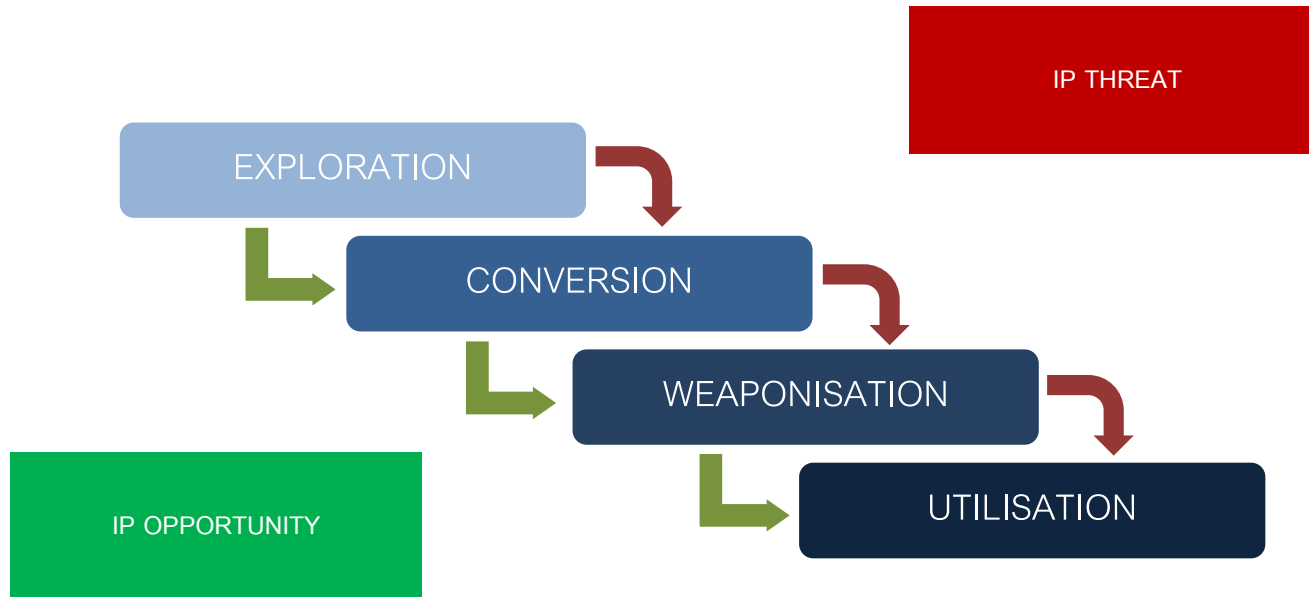 IP THREAT
EXPLORATION
CONVERSION
WEAPONISATION
UTILISATION
IP OPPORTUNITY